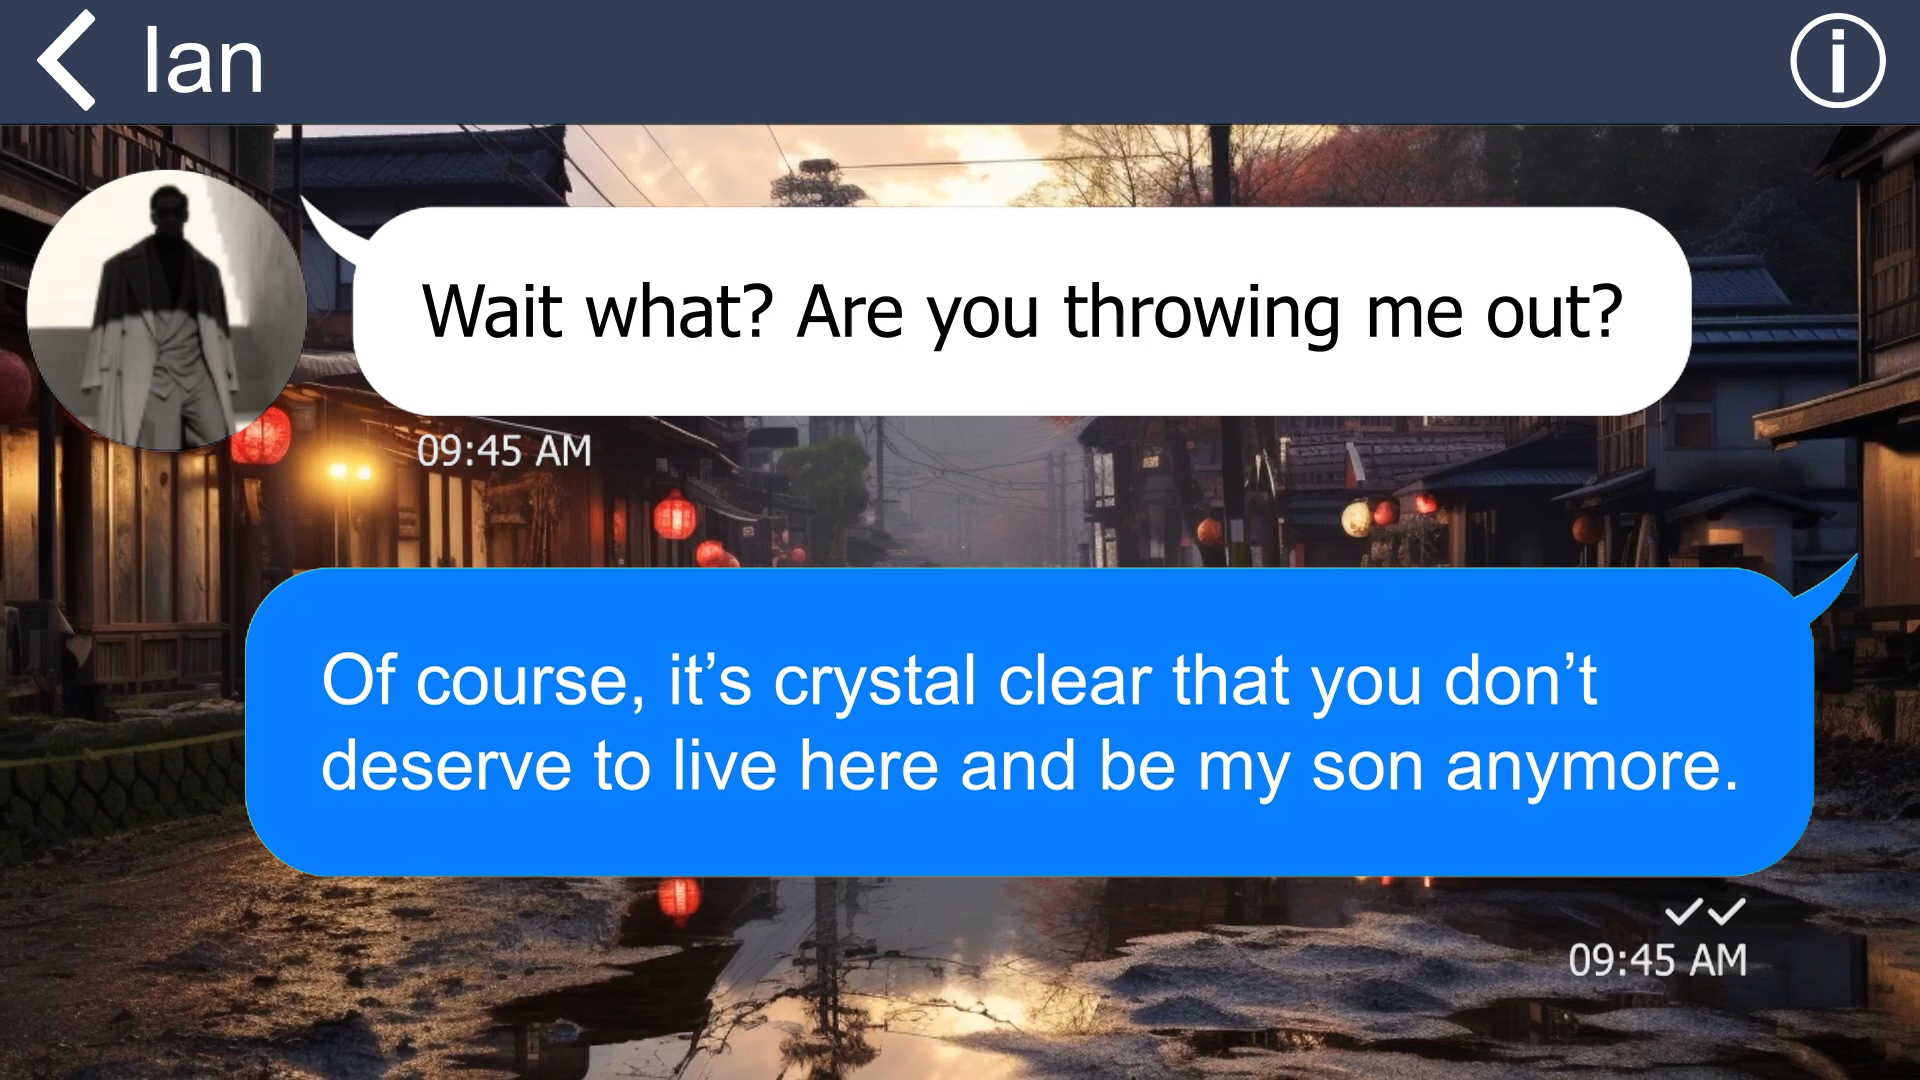 Ian
Wait what? Are you throwing me out?
09:45 AM
Of course, it’s crystal clear that you don’t
deserve to live here and be my son anymore.
09:45 AM